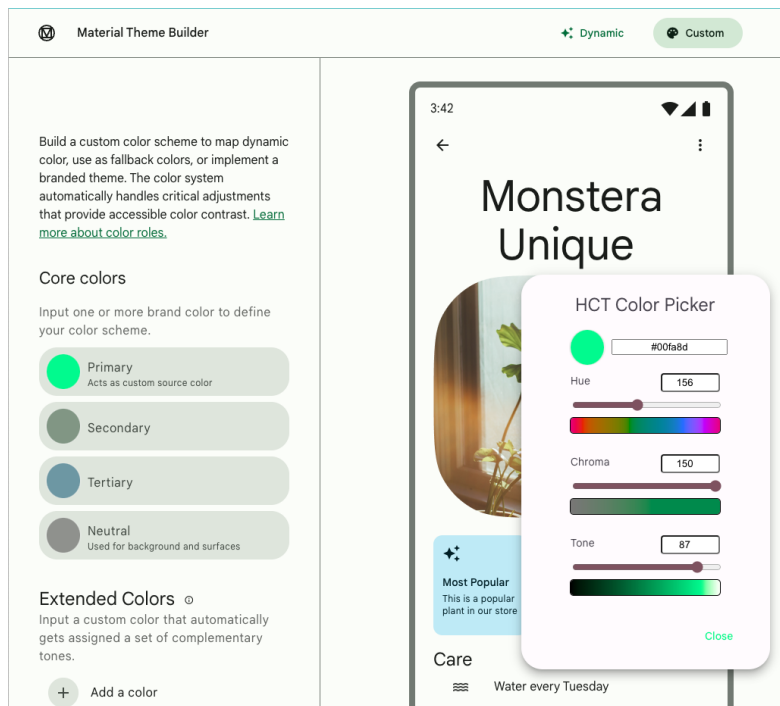 Material Theme Builder
Dynamic
Custom
Build a custom color scheme to map dynamic
color, use as fallback colors, or implement a
branded theme. The color system
automatically handles critical adjustments
that provide accessible color contrast. Learn
more about color roles.
Core colors
Input one or more brand color to define
your color scheme.
Primary
Acts as custom source color
Secondary
Tertiary
Neutral
Used for background and surfaces
Extended Colors
Input a custom color that automatically
gets assigned a set of complementary
tones.
Add a color
3:42
Monstera
Unique
Most Popular
This is a popular
plant in our store
Care
Water every Tuesday
HCT Color Picker
#00fa8d
Hue
156
Chroma
150
Tone
87
Close